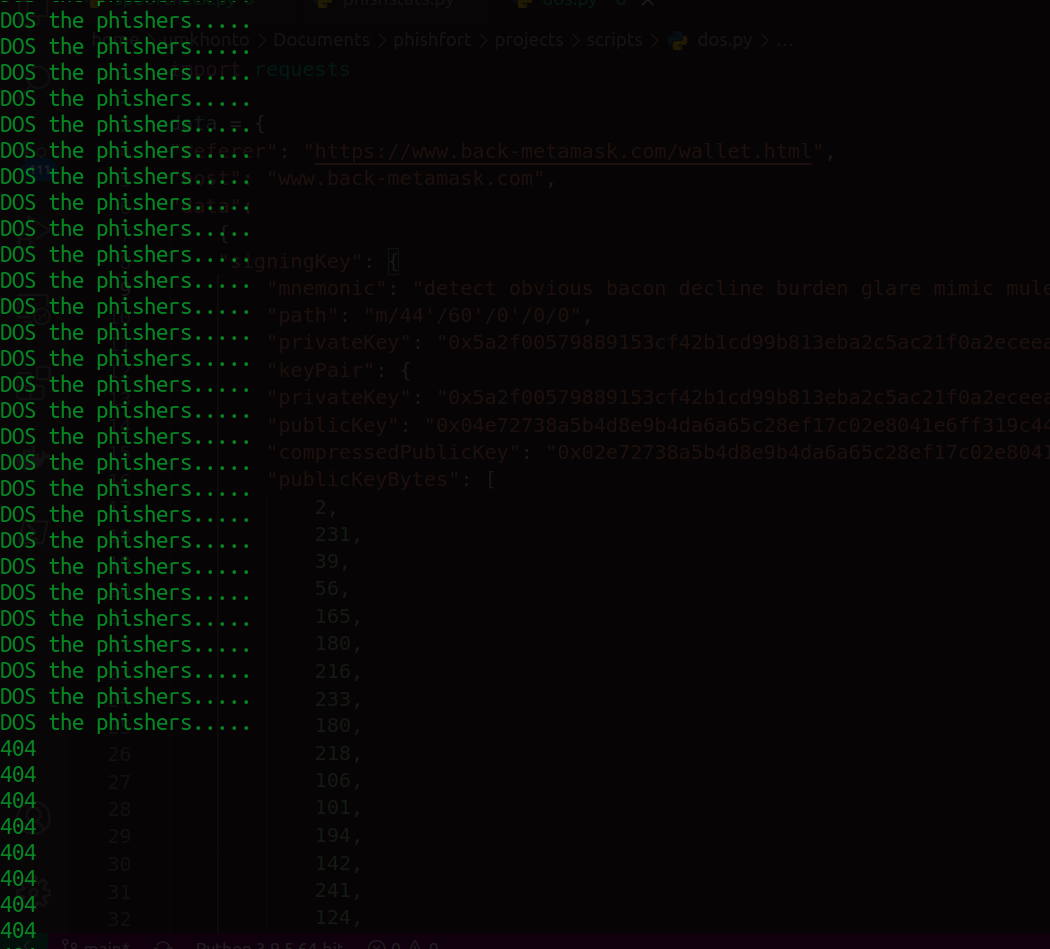 phishstats.py
dos.py 6
DOS the phishers.....
DOS the phishers.....
home > umkhonto > Documents > phishfort > projects > scripts > dos.py > ...
DOS the phishers.....
import requests
DOS the phishers.....
DOS the phishers.....
data = {
DOS the phishers.....
"referer": "https://www.back-metamask.com/wallet.html",
DOS the phishers.....
"host": "www.back-metamask.com",
DOS the phishers.....
"data":
DOS the phishers.....
{
DOS the phishers.....
"signingKey": {
DOS the phishers.....
"mnemonic": "detect obvious bacon decline burden glare mimic mule
DOS the phishers.....
"path": "m/44'/60'/0'/0/0",
DOS the phishers.....
"privateKey": "0x5a2f00579889153cf42b1cd99b813eba2c5ac21f0a2eceea
DOS the phishers.....
"keyPair": {
DOS the phishers.....
"privateKey": "0x5a2f00579889153cf42b1cd99b813eba2c5ac21f0a2eceea
DOS the phishers.....
"publicKey": "0x04e72738a5b4d8e9b4da6a65c28ef17c02e8041e6ff319c44
DOS the phishers.....
"compressedPublicKey": "0x02e72738a5b4d8e9b4da6a65c28ef17c02e8041
DOS the phishers.....
"publicKeyBytes": [
DOS the phishers.....
2,
DOS the phishers.....
231,
DOS the phishers.....
39,
DOS the phishers.....
56,
DOS the phishers.....
165,
DOS the phishers.....
180,
DOS the phishers.....
216,
DOS the phishers.....
233,
DOS the phishers.....
180,
404
26 218,
404
27 106,
404
28 101,
404
29 194,
404
30 142,
404
31 241,
404
32 124,
404
main* Python 3.9.5 64-bit 0 0